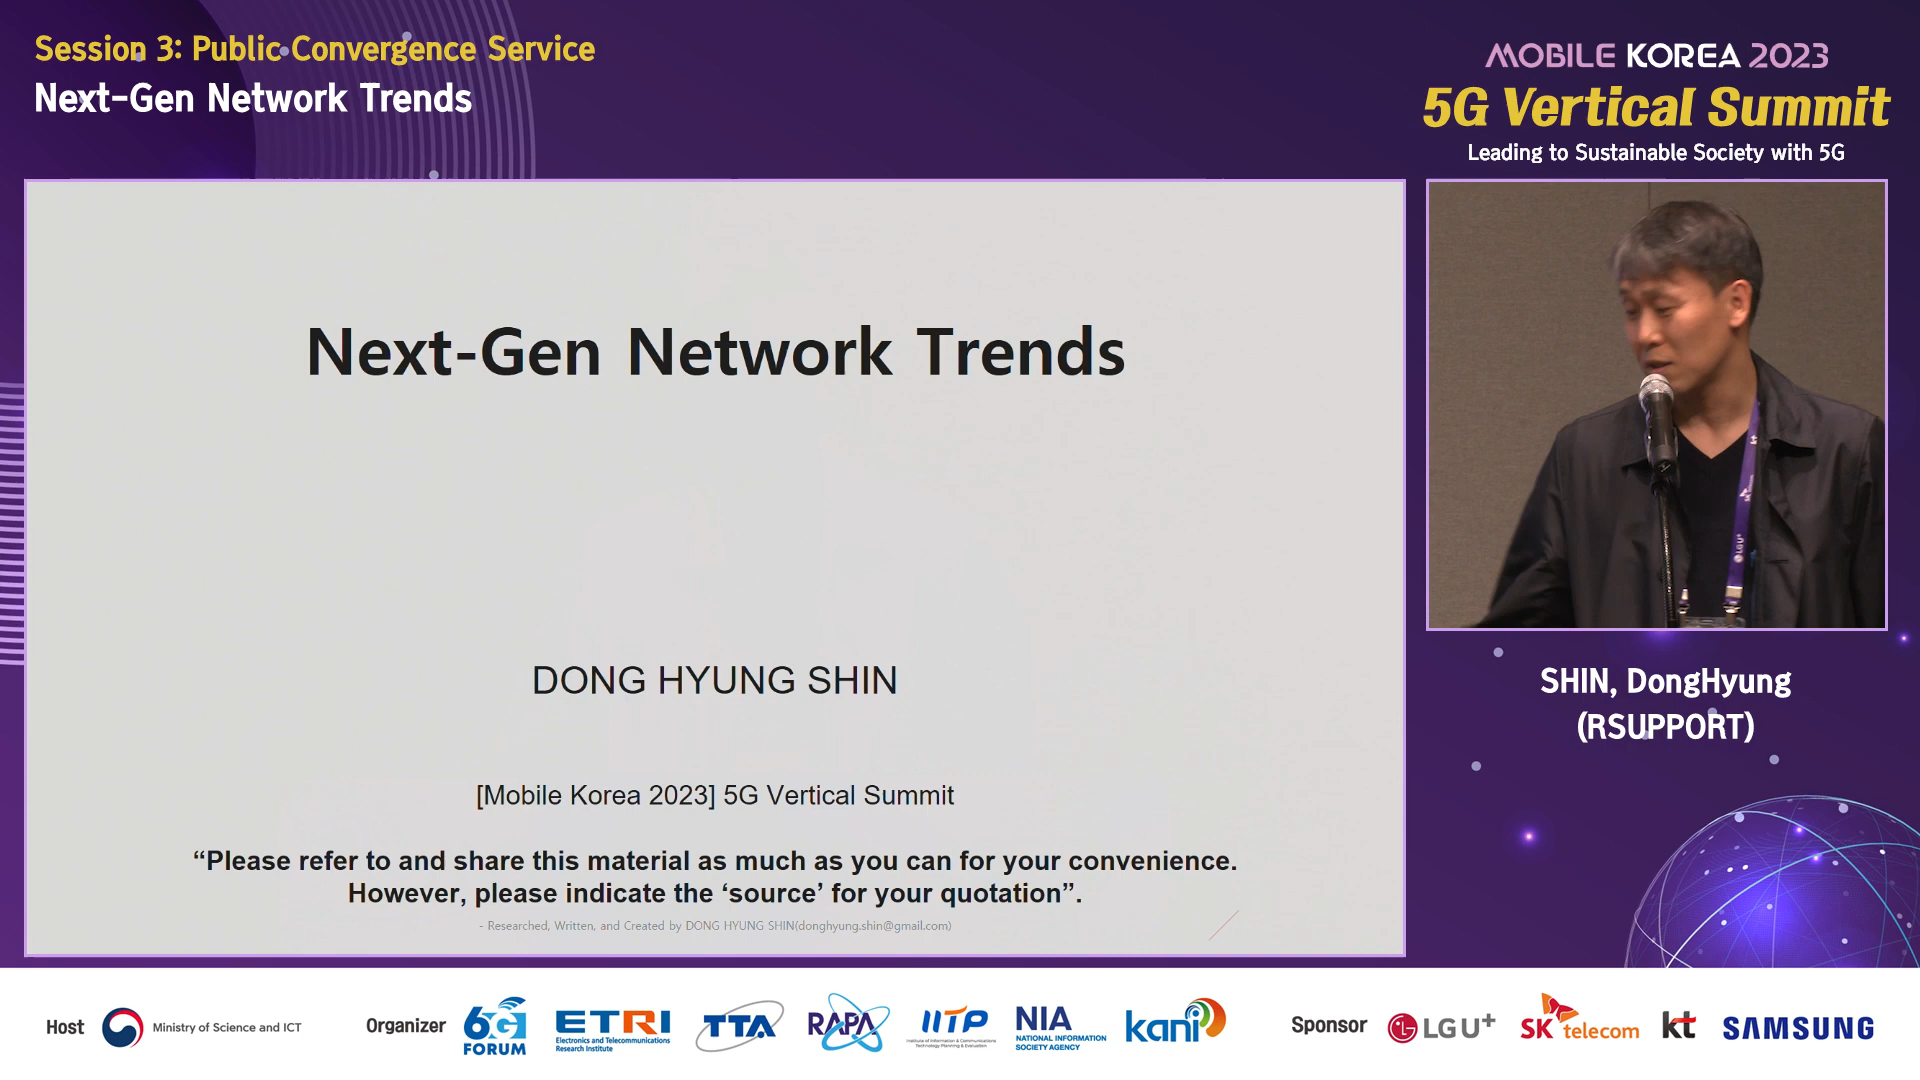 Session 3: Public Convergence Service
Next-Gen Network Trends
MOBILE KOREA 2023
5G Vertical Summit
Leading to Sustainable Society with 5G
Next-Gen Network Trends
DONG HYUNG SHIN
[Mobile Korea 2023] 5G Vertical Summit
“Please refer to and share this material as much as you can for your convenience.
However, please indicate the ‘source’ for your quotation”.
- Researched, Written, and Created by DONG HYUNG SHIN(donghyung.shin@gmail.com)
LG U+
SHIN, DongHyung
(RSUPPORT)
Host
Ministry of Science and ICT
Organizer
6G
FORUM
ETRI
Electronics and Telecommunications
Research Institute
TTA
RAPA
IITP
Institute of Information & Communications
Technology Planning & Evaluation
NIA
NATIONAL INFORMATION
SOCIETY AGENCY
kani
Sponsor
LG U+
SK telecom
kt
SAMSUNG